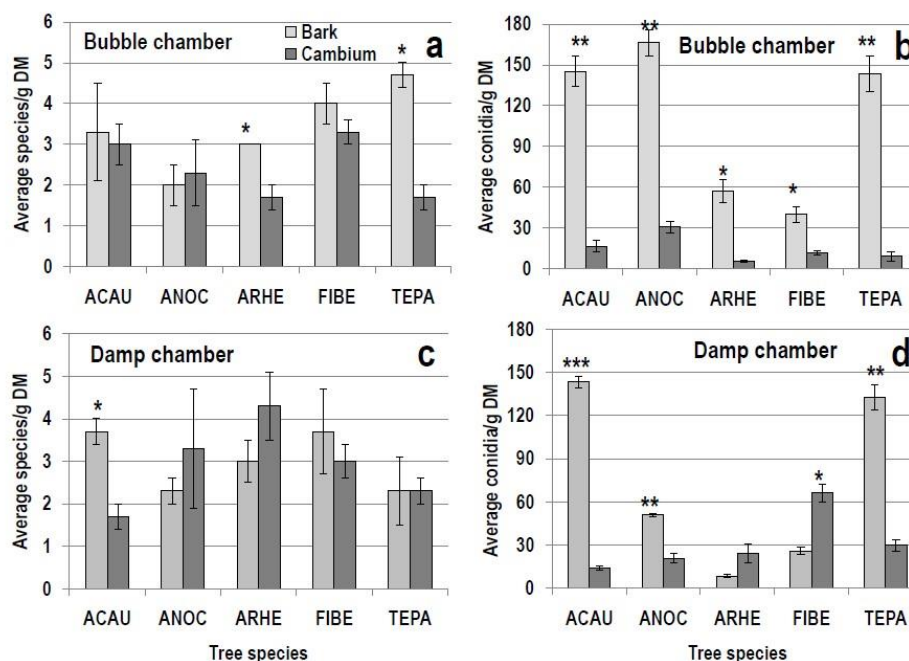 Bubble chamber
Bark
Cambium
a
*
*
Average species/g DM
6
5
4
3
2
1
0
ACAU ANOC ARHE FIBE TEPA
Bubble chamber
b
**
**
*
*
**
Average conidia/g DM
180
150
120
90
60
30
0
ACAU ANOC ARHE FIBE TEPA
Damp chamber
c
*
Average species/g DM
6
5
4
3
2
1
0
ACAU ANOC ARHE FIBE TEPA
Tree species
Damp chamber
d
***
**
*
**
Average conidia/g DM
180
150
120
90
60
30
0
ACAU ANOC ARHE FIBE TEPA
Tree species